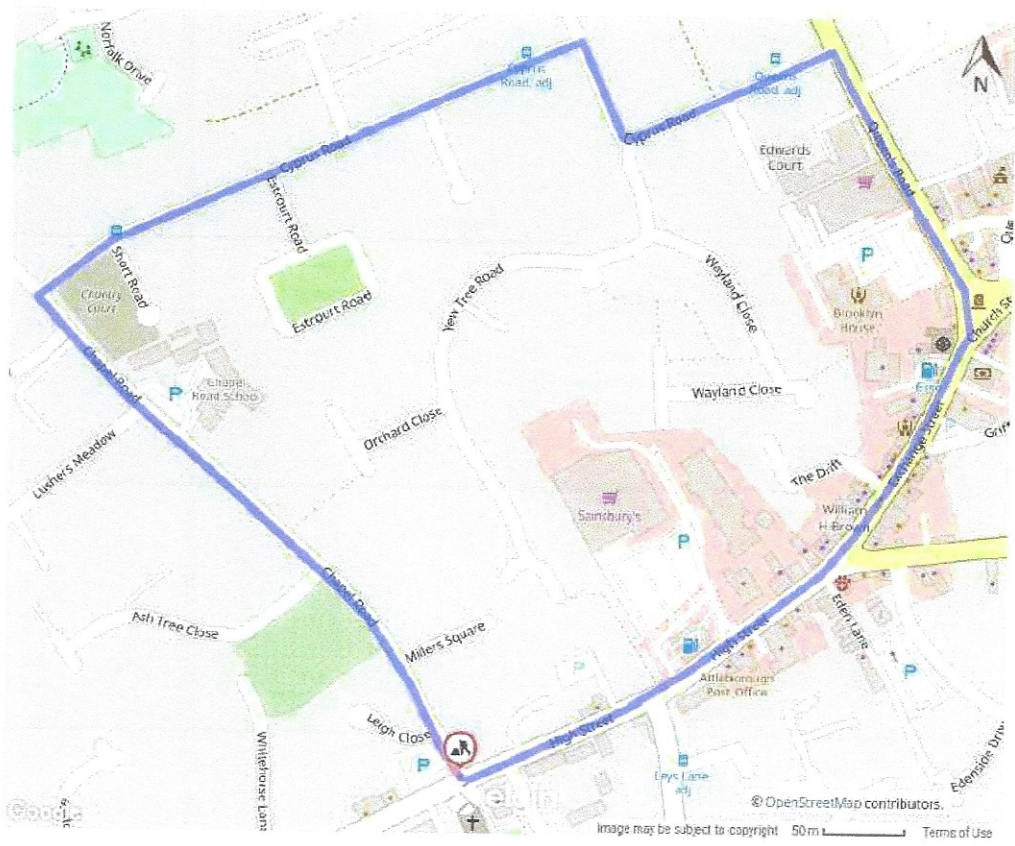 Norfolk Drive
Cyprus
Road, adj
Queens
Road, adj
N
Cyprus Road
Cyprus Road
Edwards
Court
Queen's Road
Estcourt Road
Short Road
Chantry
Court
Estcourt Road
Yew Tree Road
Wayland Close
P
Brooklyn
House
Church St
Esso
Chapel Road
P
Chapel
Road School
Wayland Close
Orchard Close
Exchange Street
Lushers Meadow
The Drift
Sainsbury's
William
H Brown
P
Chapel Road
Ash Tree Close
Millers Square
Eden Lane
High Street
P
Attleborough
Post Office
P
Leigh Close
High Street
P
Whitehorse Lane
Leys Lane
adj
Edenside Driv
Google
© OpenStreetMap contributors.
Image may be subject to copyright 50 m Terms of Use